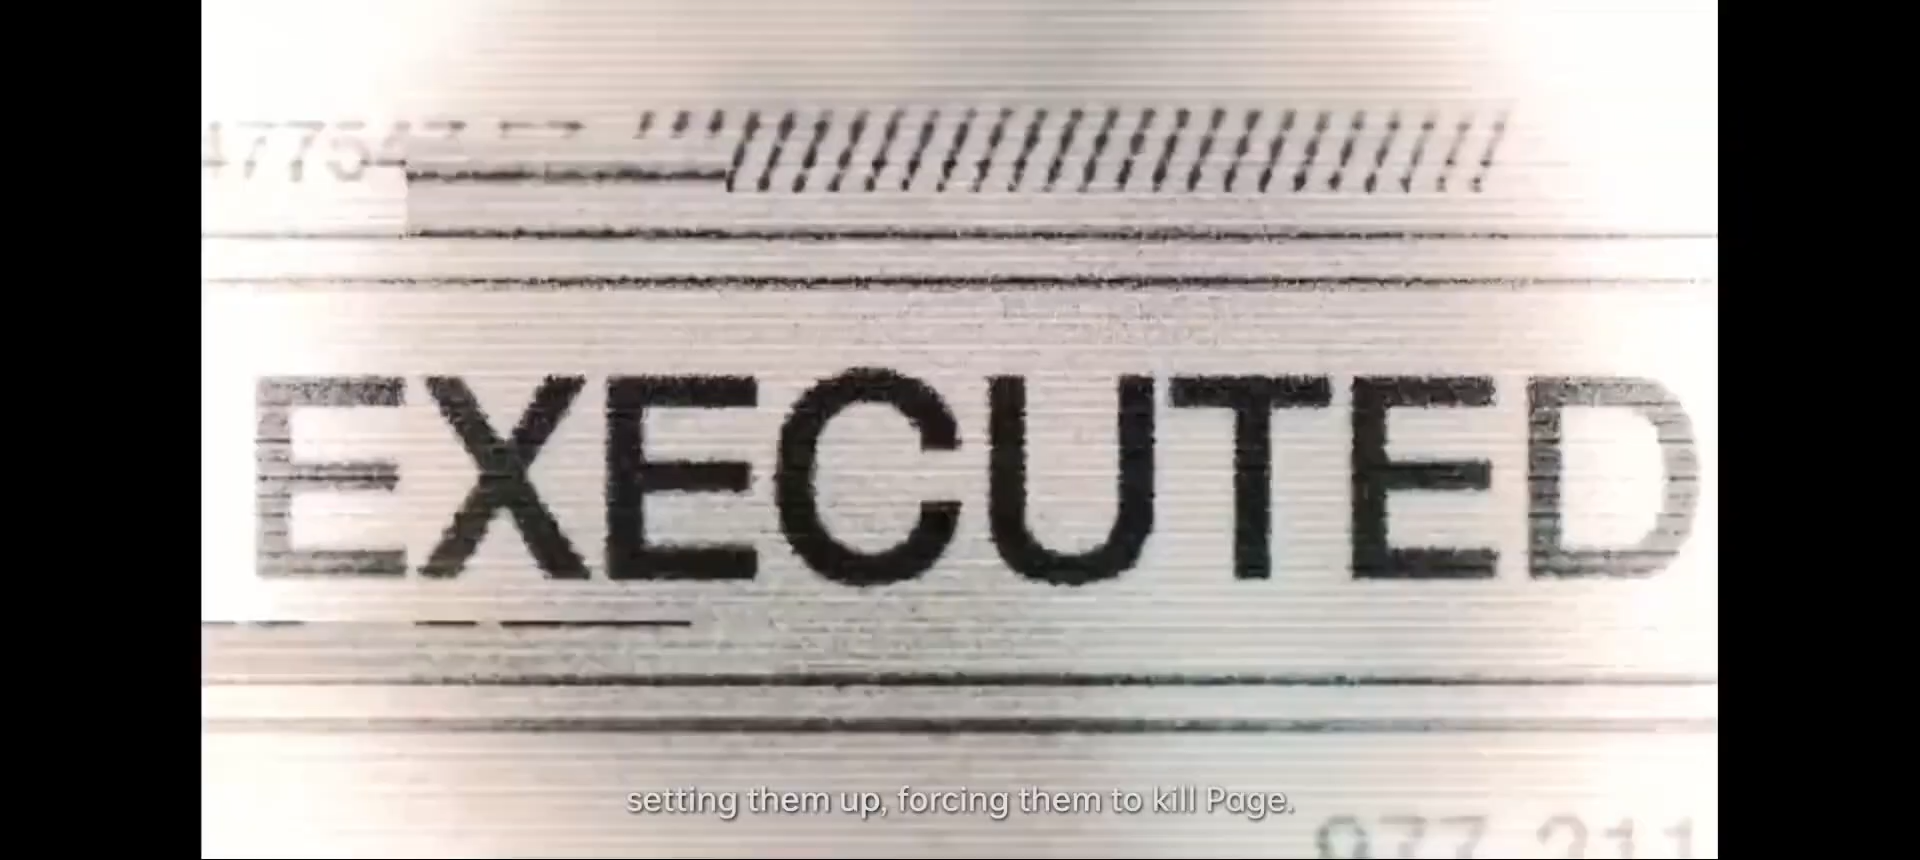 EXECUTED
setting them up, forcing them to kill Page.